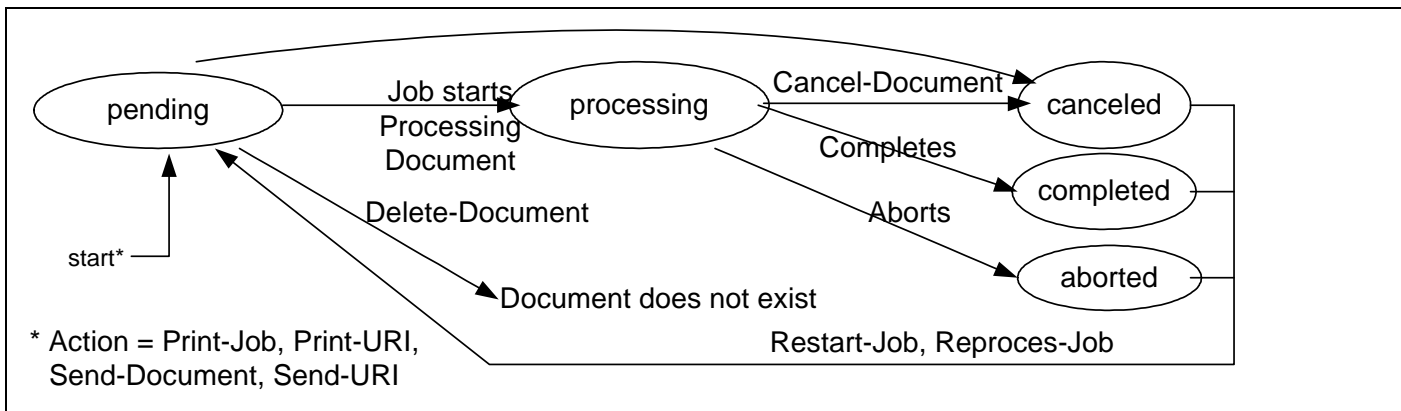 Cancel-Document
pending
Job starts
processing
canceled
Processing
Document
Completes
completed
Delete-Document
Aborts
start*
aborted
Document does not exist
* Action = Print-Job, Print-URI,
Send-Document, Send-URI
Restart-Job, Reproces-Job